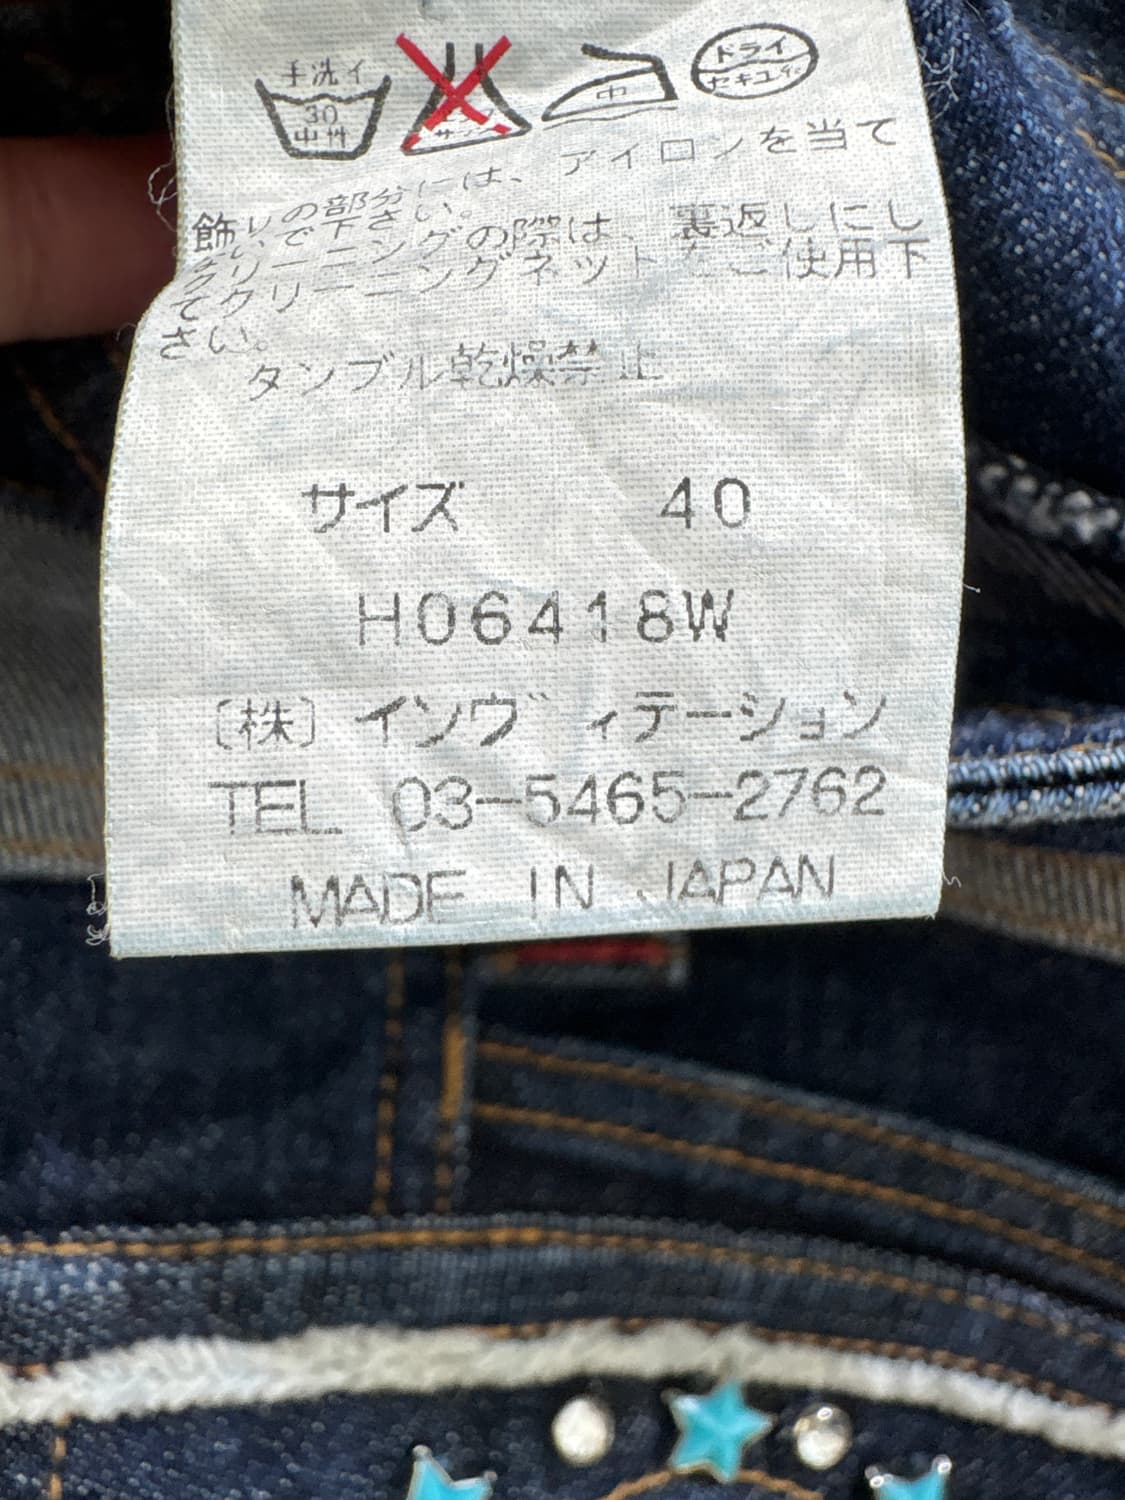 手洗イ
30
中性
中
ドライ
セキユ系
飾りの部分には、アイロンを当て
ないで下さい。
クリーニングの際は、裏返しにし
てクリーニングネットをご使用下
さい。
タンブル乾燥禁止
サイズ 40
H06418W
〔株〕インヴィテーション
TEL 03-5465-2762
MADE IN JAPAN